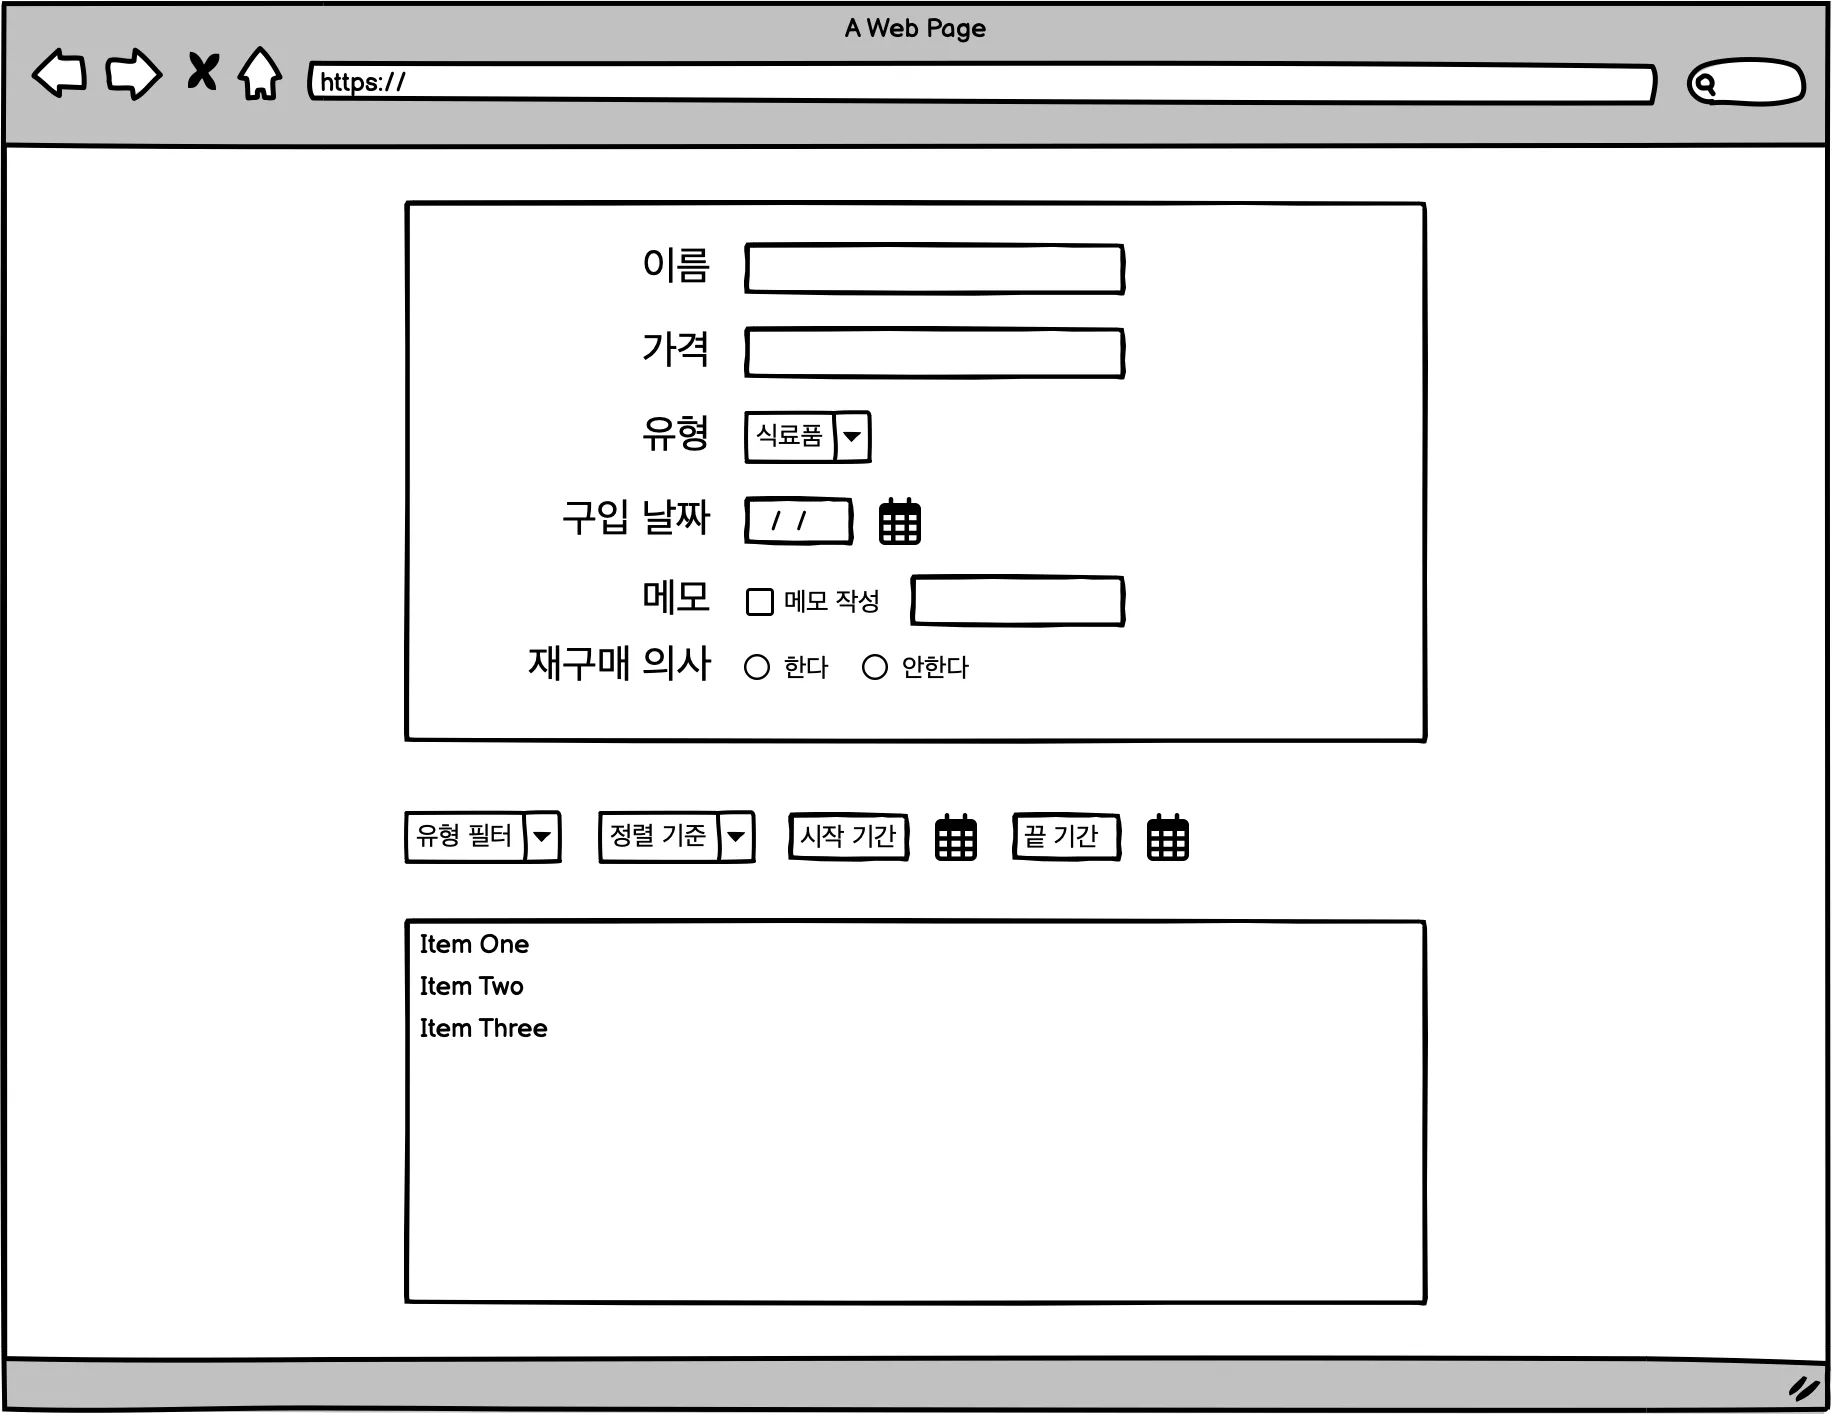 A Web Page
https://
이름
가격
유형 식료품
구입 날짜 / /
메모 메모 작성
재구매 의사 한다 안한다
유형 필터 정렬 기준 시작 기간 끝 기간
Item One
Item Two
Item Three